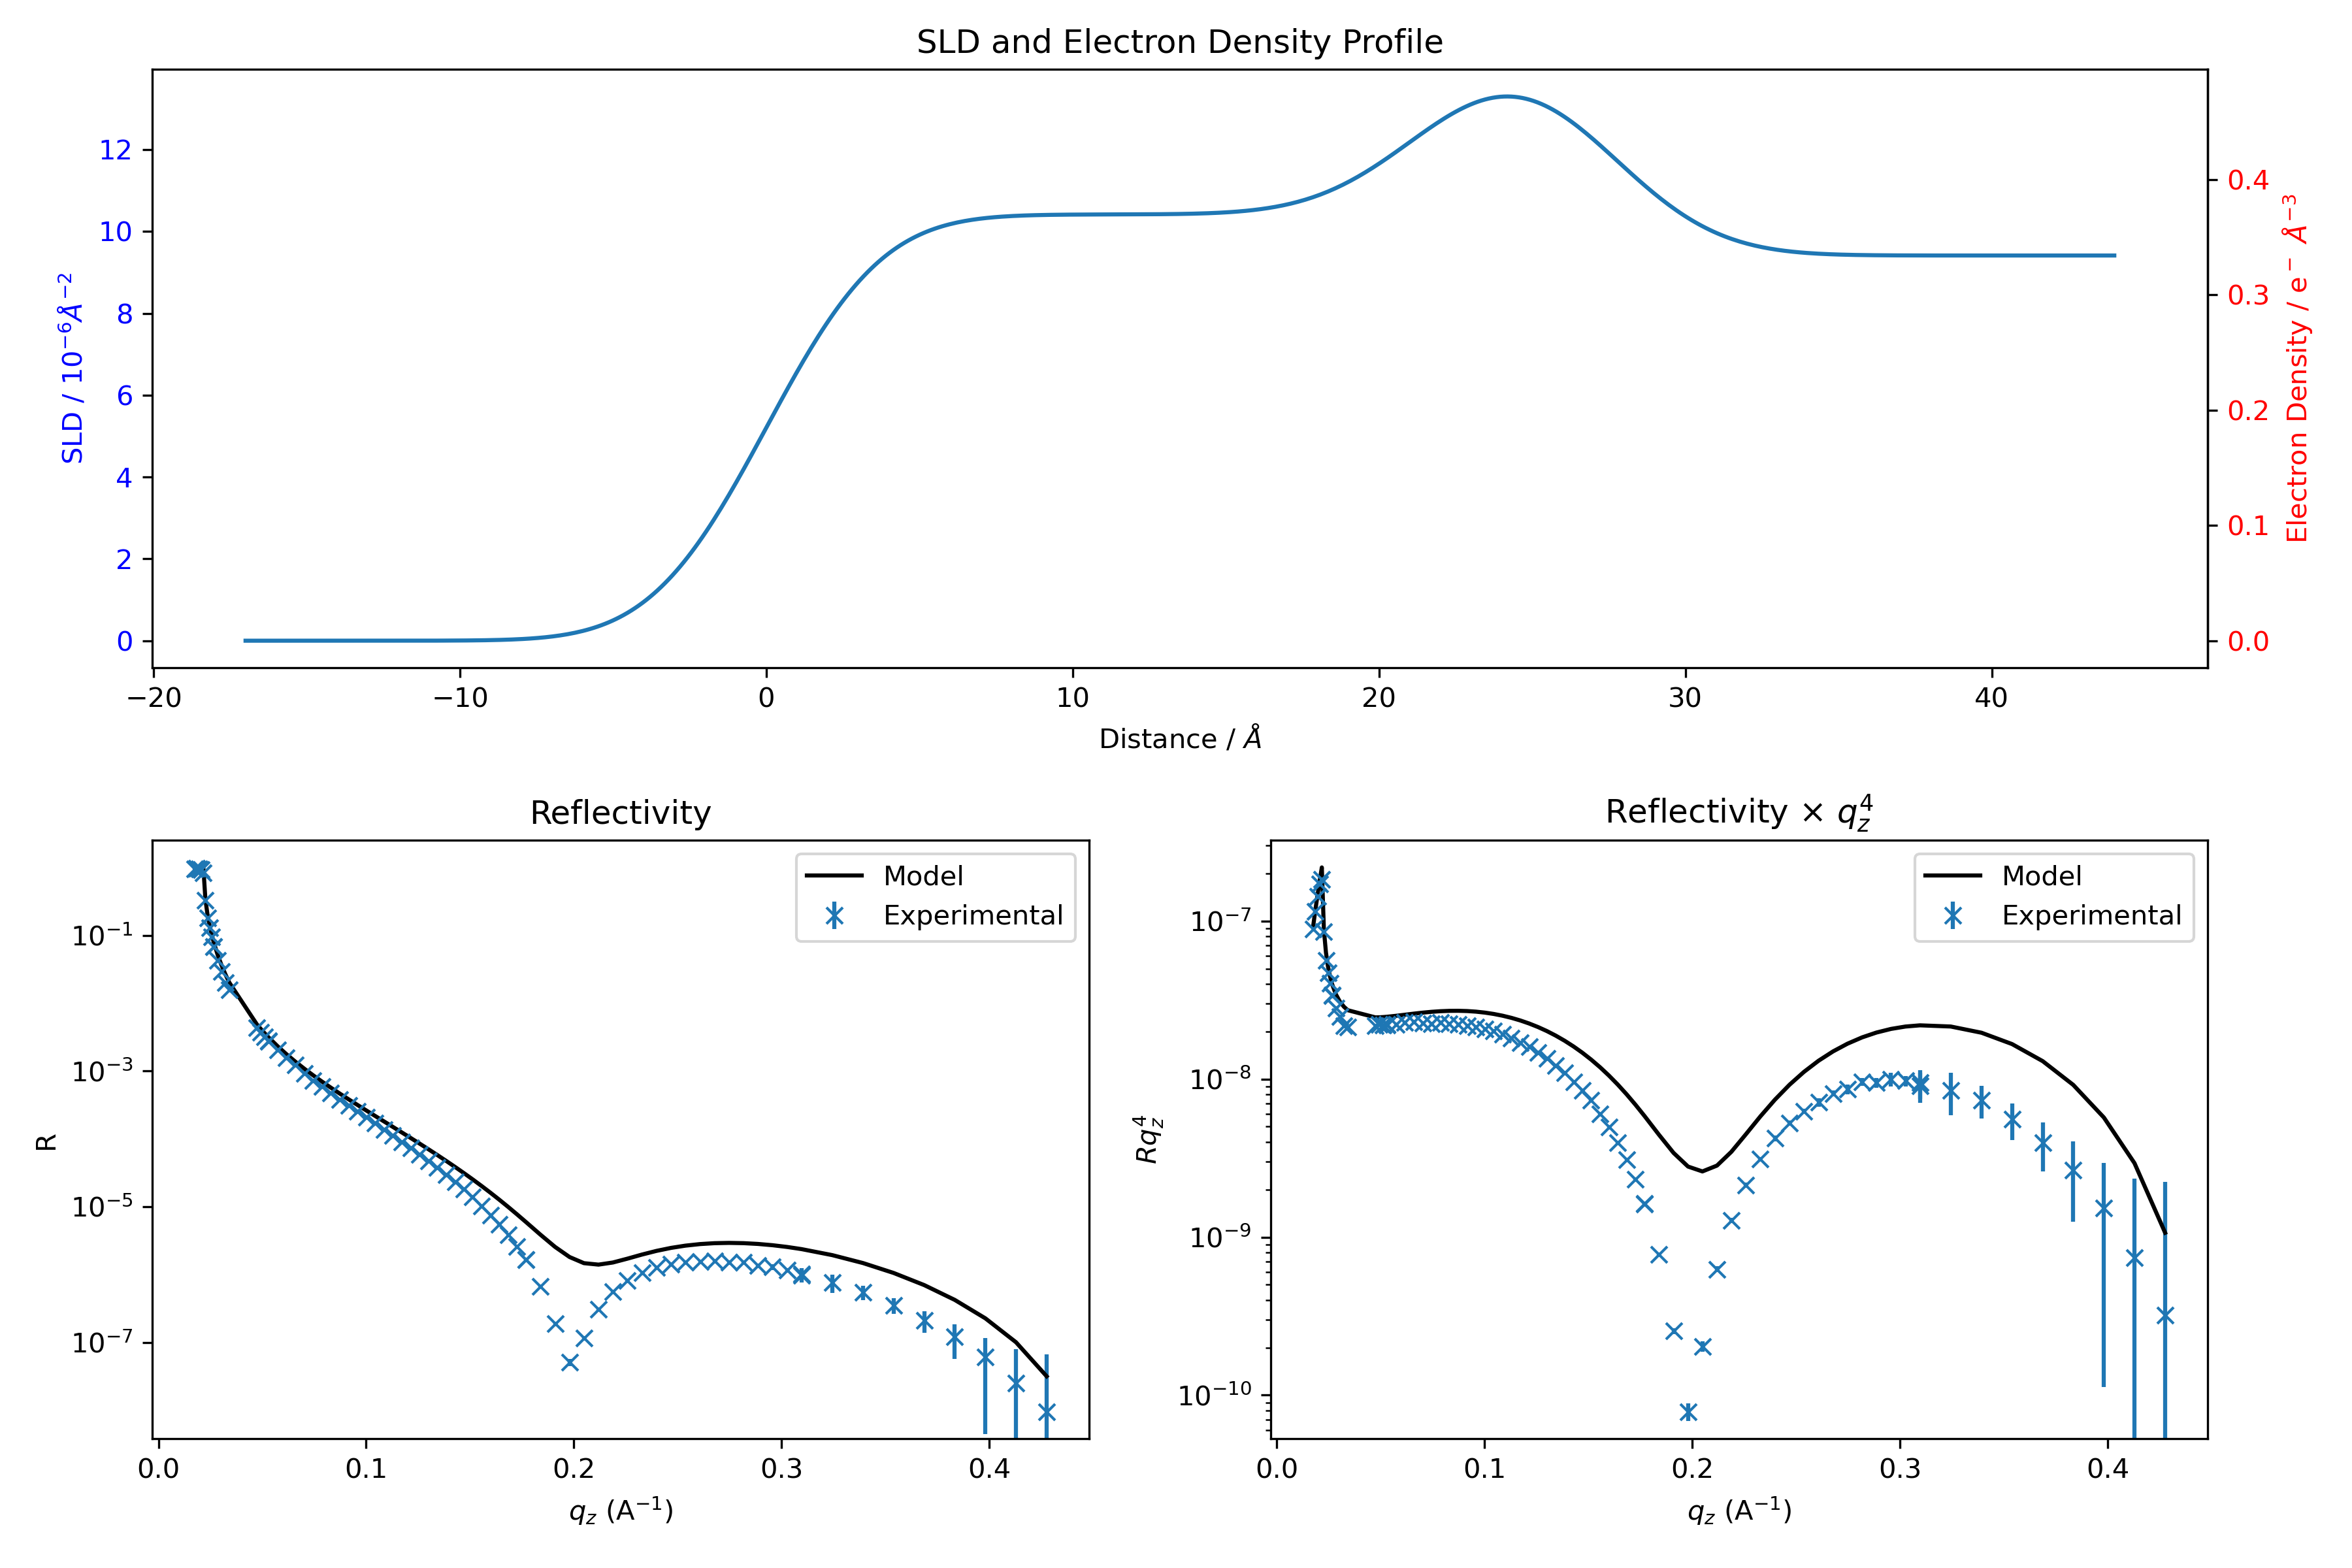 SLD and Electron Density Profile
SLD / 10⁻⁶Å⁻²
12
10
8
6
4
2
0
0.4
0.3
0.2
0.1
0.0
Electron Density / e⁻ Å⁻³
−20 −10 0 10 20 30 40
Distance / Å
Reflectivity
Model
Experimental
R
10⁻¹
10⁻³
10⁻⁵
10⁻⁷
0.0 0.1 0.2 0.3 0.4
q_z (A⁻¹)
Reflectivity × q_z⁴
Model
Experimental
Rq_z⁴
10⁻⁷
10⁻⁸
10⁻⁹
10⁻¹⁰
0.0 0.1 0.2 0.3 0.4
q_z (A⁻¹)